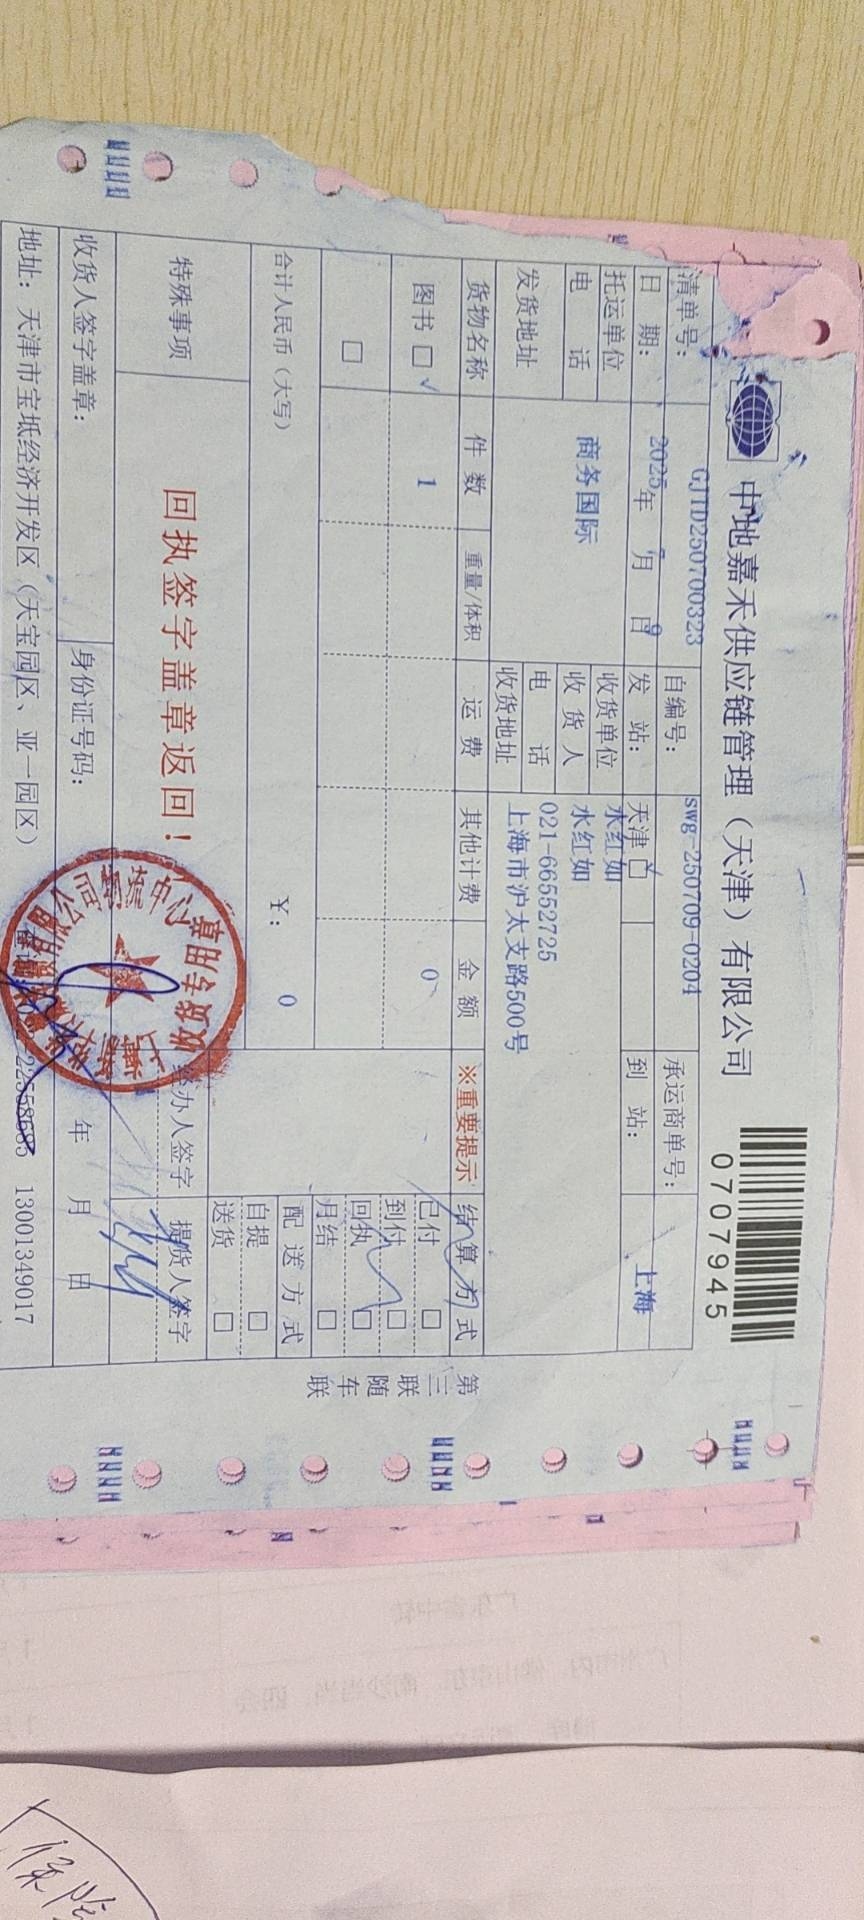 中地嘉禾供应链管理（天津）有限公司
0707945
清单号： GJTD250700323 自编号： swg-250709-0204 承运商单号：
日 期： 2025年 7月 9日 发 站： 天津 到 站： 上海
托运单位 商务国际 收货单位 水红如
收 货 人 水红如
电 话 电 话 021-66552725
发货地址 收货地址 上海市沪太支路500号
货物名称 件 数 重量/体积 运 费 其他计费 金 额 ※重要提示 结 算 方 式
图书 □ ✓ 1 0 已付 □
到付 □
□ 回执 □
月结 □
合计人民币（大写） ￥： 0 配 送 方 式
自提 □
送货 □
特殊事项 回执签字盖章返回！ 经办人签字 提货人签字
收货人签字盖章： 身份证号码： 年 月 日
地址： 天津市宝坻经济开发区（天宝园区、亚一园区） 13001349017
第三联 随车联
有限公司物流中心
保险